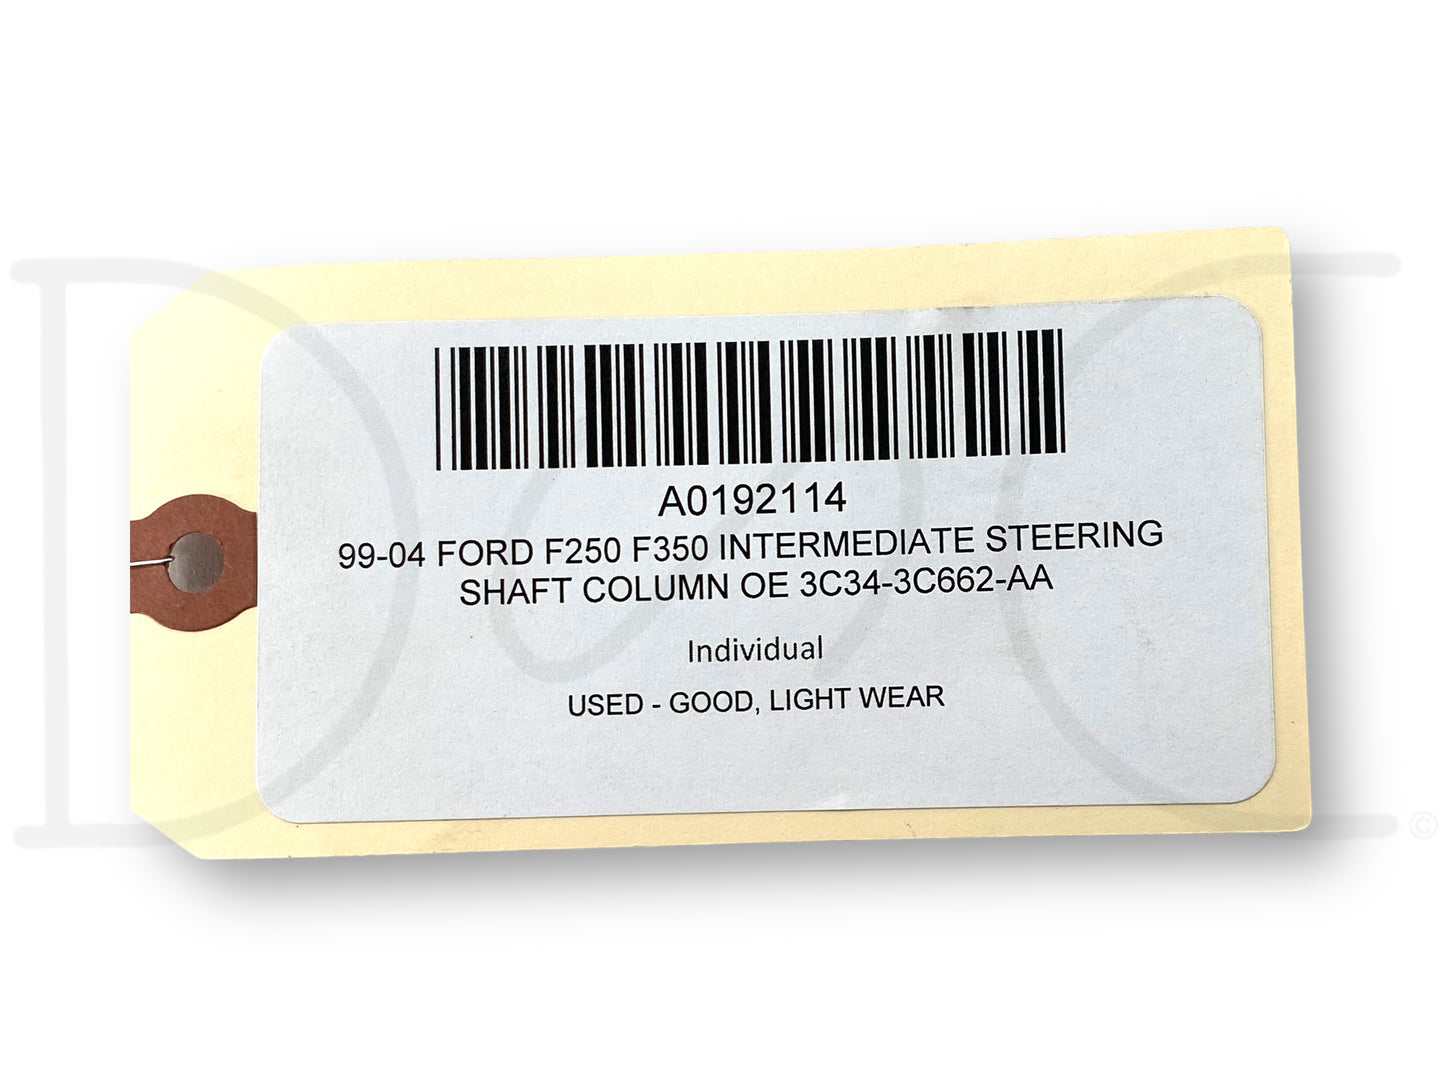 A0192114
99-04 FORD F250 F350 INTERMEDIATE STEERING
SHAFT COLUMN OE 3C34-3C662-AA
Individual
USED - GOOD, LIGHT WEAR
©